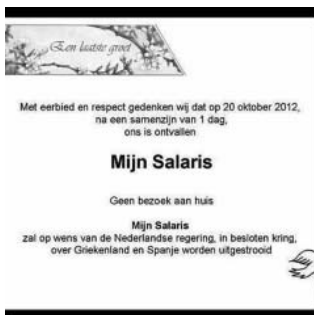 Een laatste groet
Met eerbied en respect gedenken wij dat op 20 oktober 2012,
na een samenzijn van 1 dag,
ons is ontvallen
Mijn Salaris
Geen bezoek aan huis
Mijn Salaris
zal op wens van de Nederlandse regering, in besloten kring,
over Griekenland en Spanje worden uitgestrooid